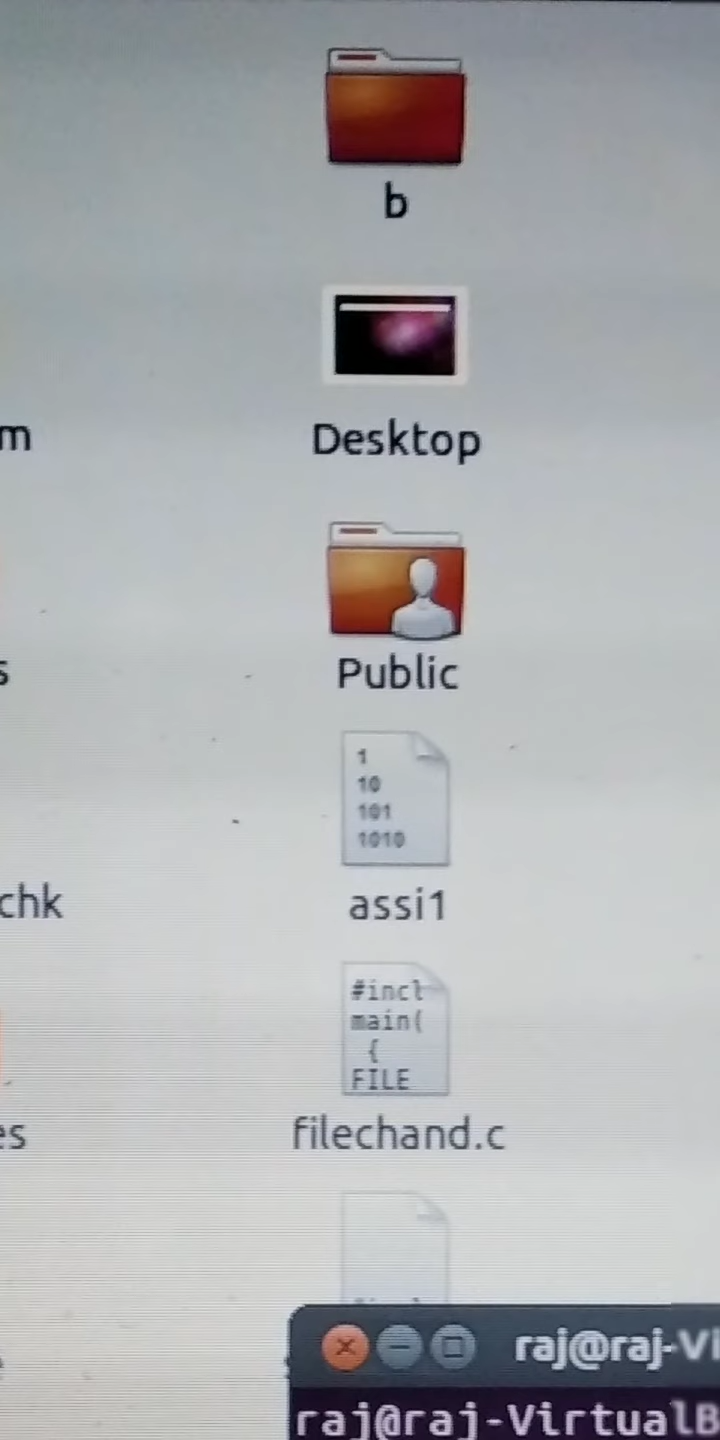 b
m
Desktop
s
Public
1
10
101
1010
chk
assi1
#incl
main(
{
FILE
es
filechand.c
raj@raj-Vi
raj@raj-VirtualB